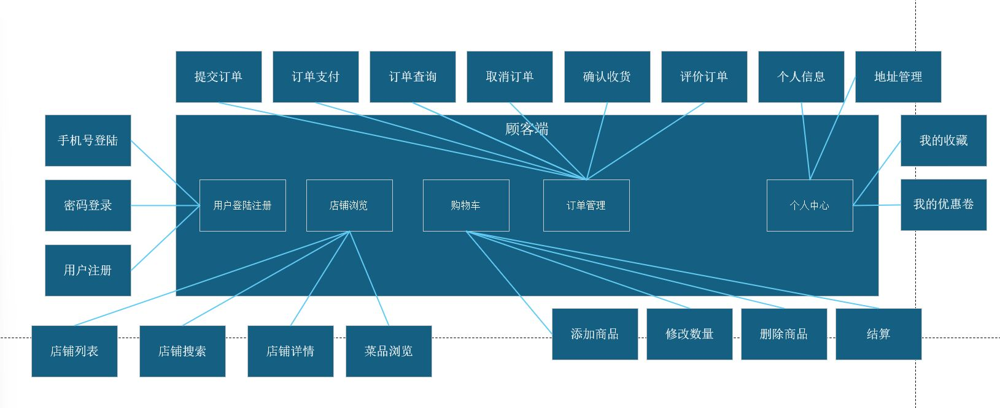 提交订单
订单支付
订单查询
取消订单
确认收货
评价订单
个人信息
地址管理
顾客端
手机号登陆
密码登录
用户注册
用户登陆注册
店铺浏览
购物车
订单管理
个人中心
我的收藏
我的优惠卷
店铺列表
店铺搜索
店铺详情
菜品浏览
添加商品
修改数量
删除商品
结算